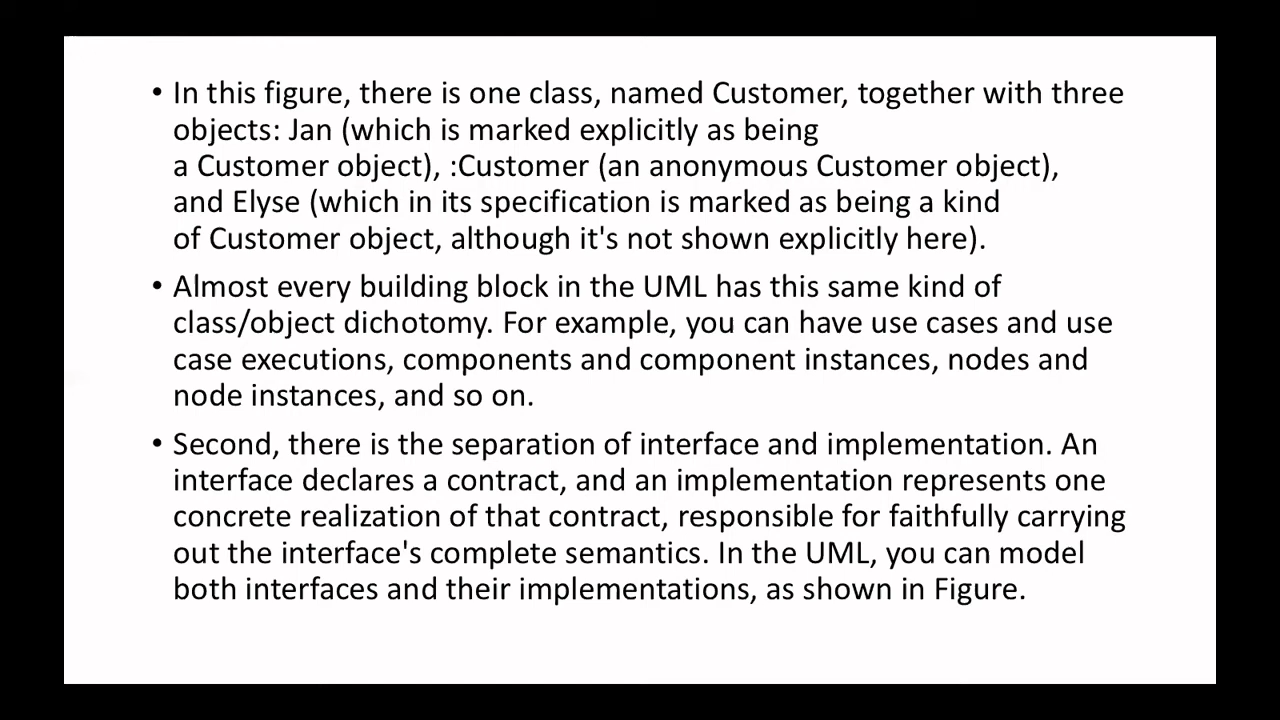 • In this figure, there is one class, named Customer, together with three
objects: Jan (which is marked explicitly as being
a Customer object), :Customer (an anonymous Customer object),
and Elyse (which in its specification is marked as being a kind
of Customer object, although it's not shown explicitly here).
• Almost every building block in the UML has this same kind of
class/object dichotomy. For example, you can have use cases and use
case executions, components and component instances, nodes and
node instances, and so on.
• Second, there is the separation of interface and implementation. An
interface declares a contract, and an implementation represents one
concrete realization of that contract, responsible for faithfully carrying
out the interface's complete semantics. In the UML, you can model
both interfaces and their implementations, as shown in Figure.